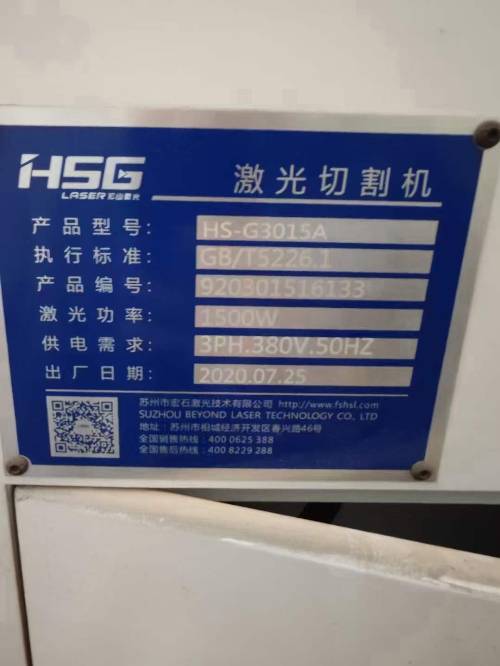 HSG
LASER 宏山激光
激光切割机
产品型号: HS-G3015A
执行标准: GB/T5226.1
产品编号: 920301516133
激光功率: 1500W
供电需求: 3PH.380V.50HZ
出厂日期: 2020.07.25
苏州市宏石激光技术有限公司 http://www.fshsl.com
SUZHOU BEYOND LASER TECHNOLOGY CO., LTD
地址: 苏州市相城经济开发区春兴路46号
全国销售热线: 400 0625 388
全国售后热线: 400 8229 288